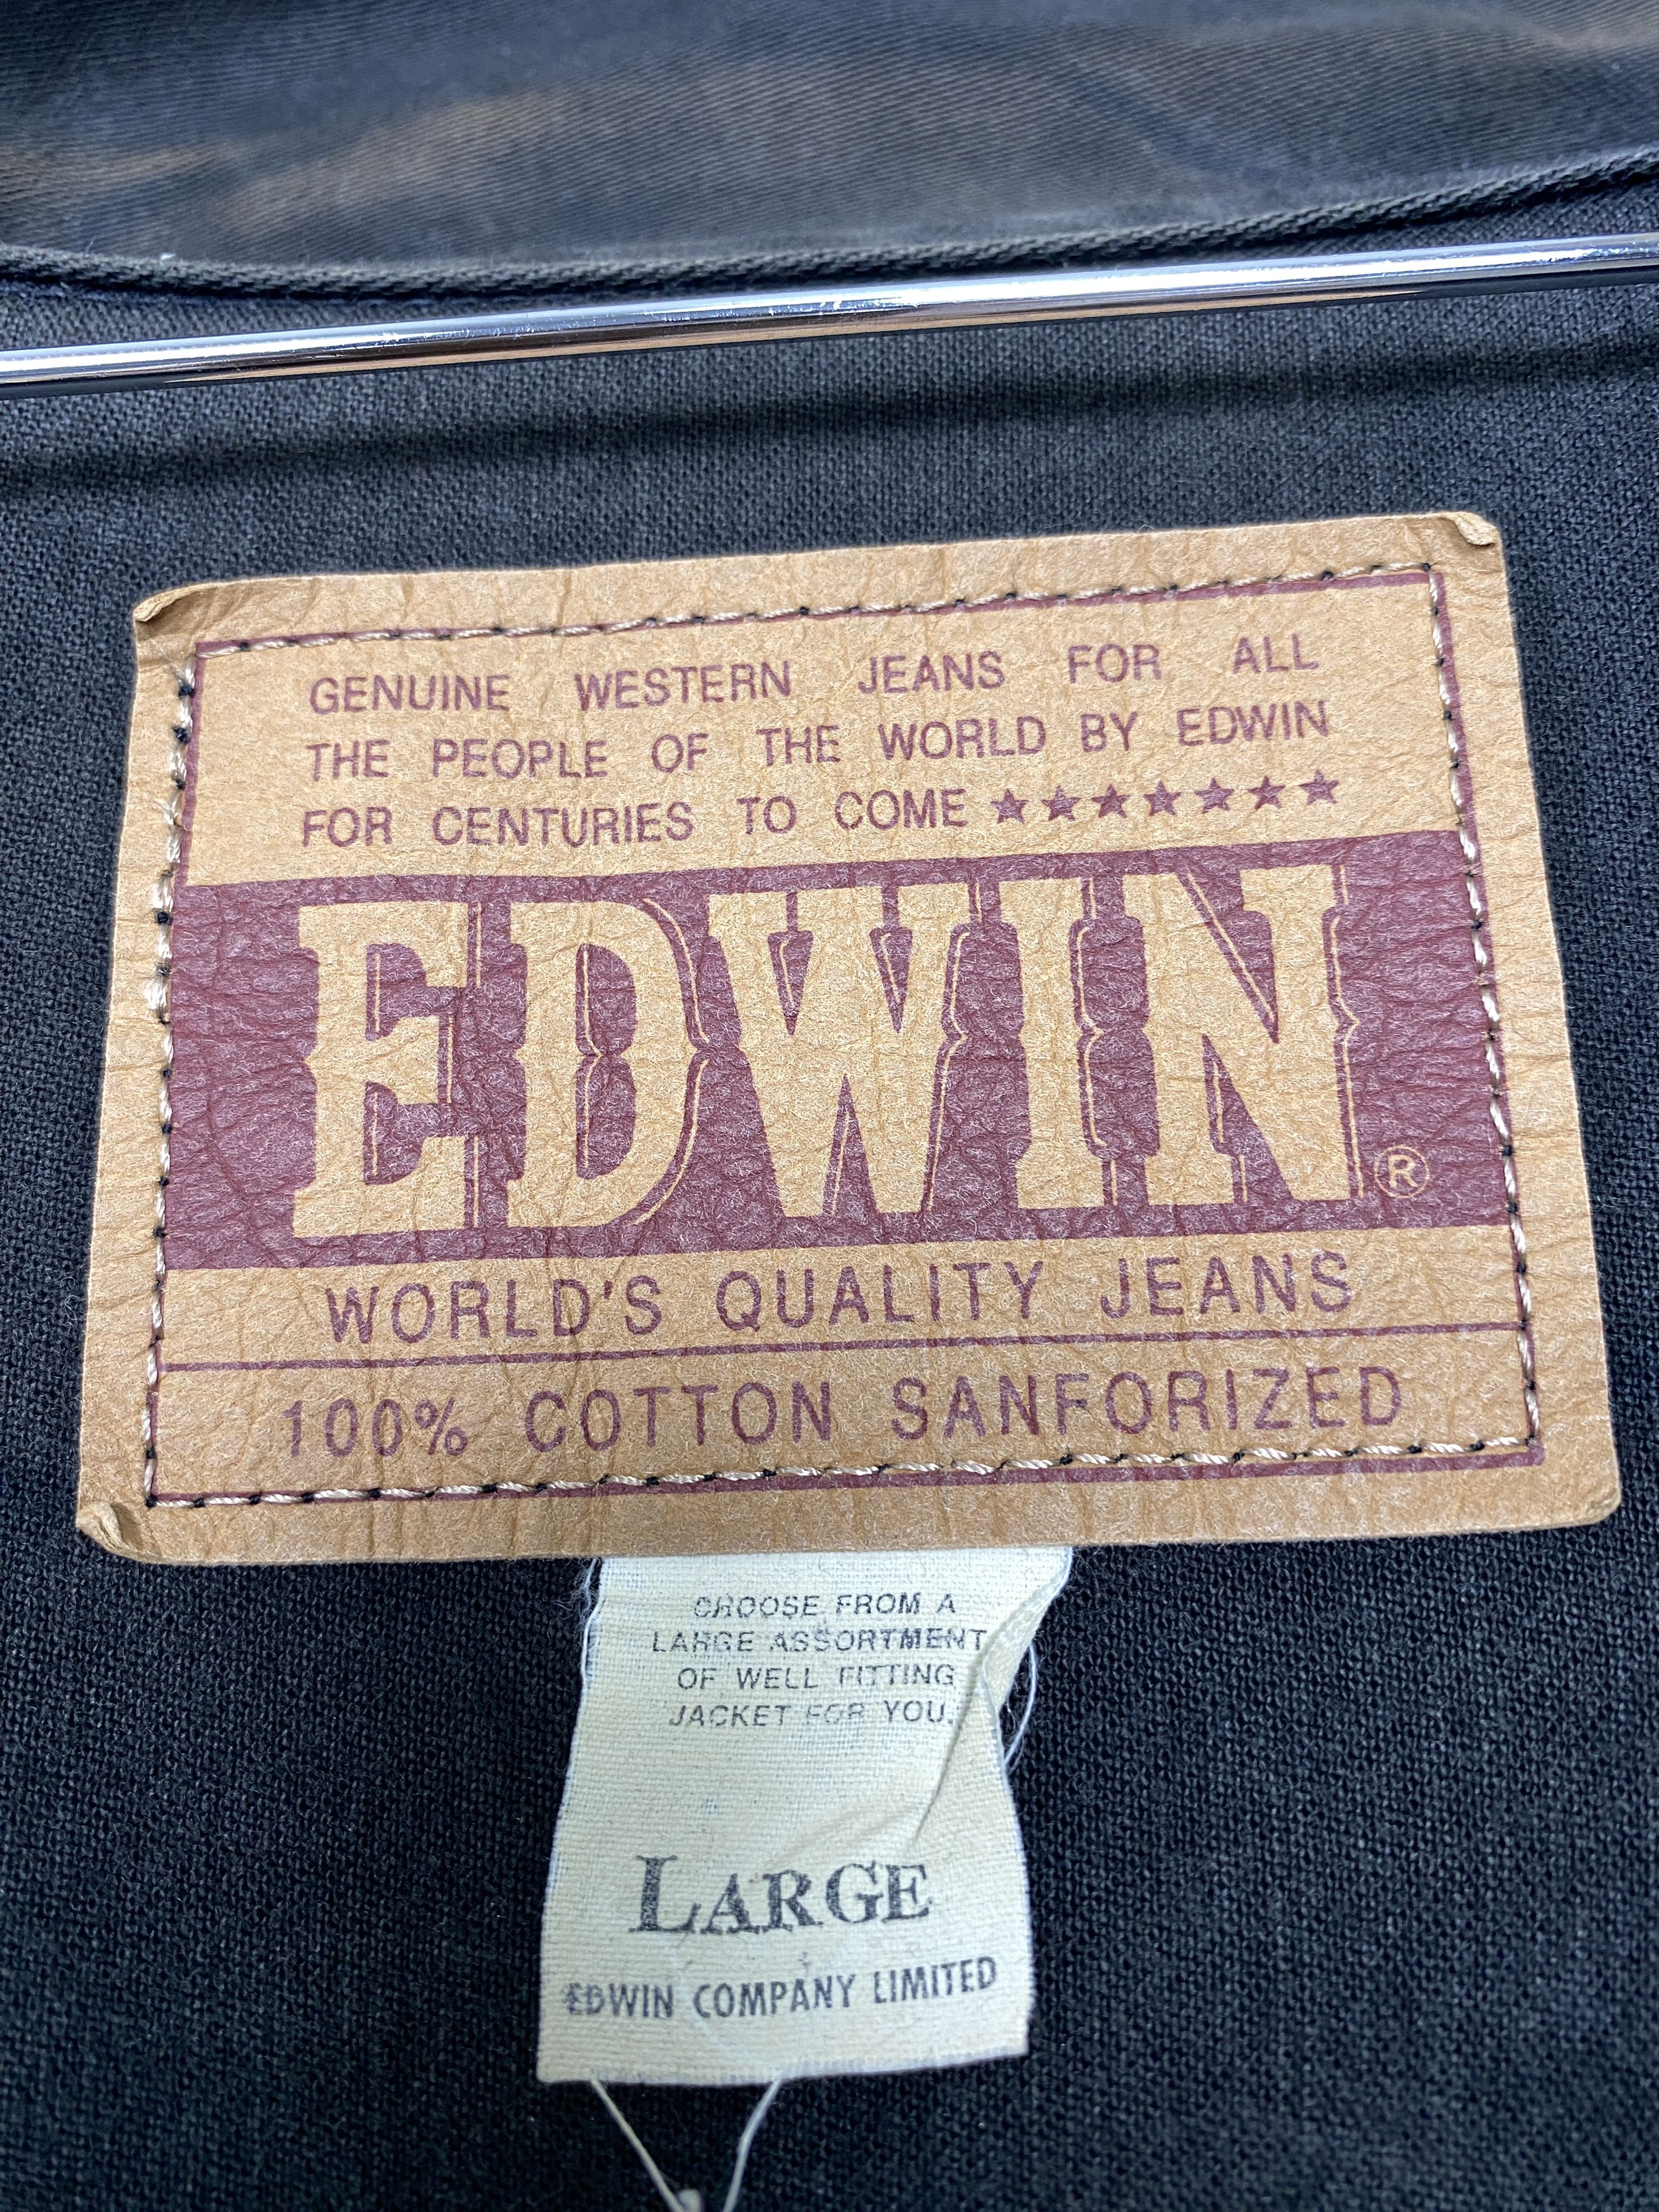 GENUINE WESTERN JEANS FOR ALL
THE PEOPLE OF THE WORLD BY EDWIN
FOR CENTURIES TO COME ★★★★★★★
EDWIN®
WORLD'S QUALITY JEANS
100% COTTON SANFORIZED
CHOOSE FROM A
LARGE ASSORTMENT
OF WELL FITTING
JACKET FOR YOU.
LARGE
EDWIN COMPANY LIMITED